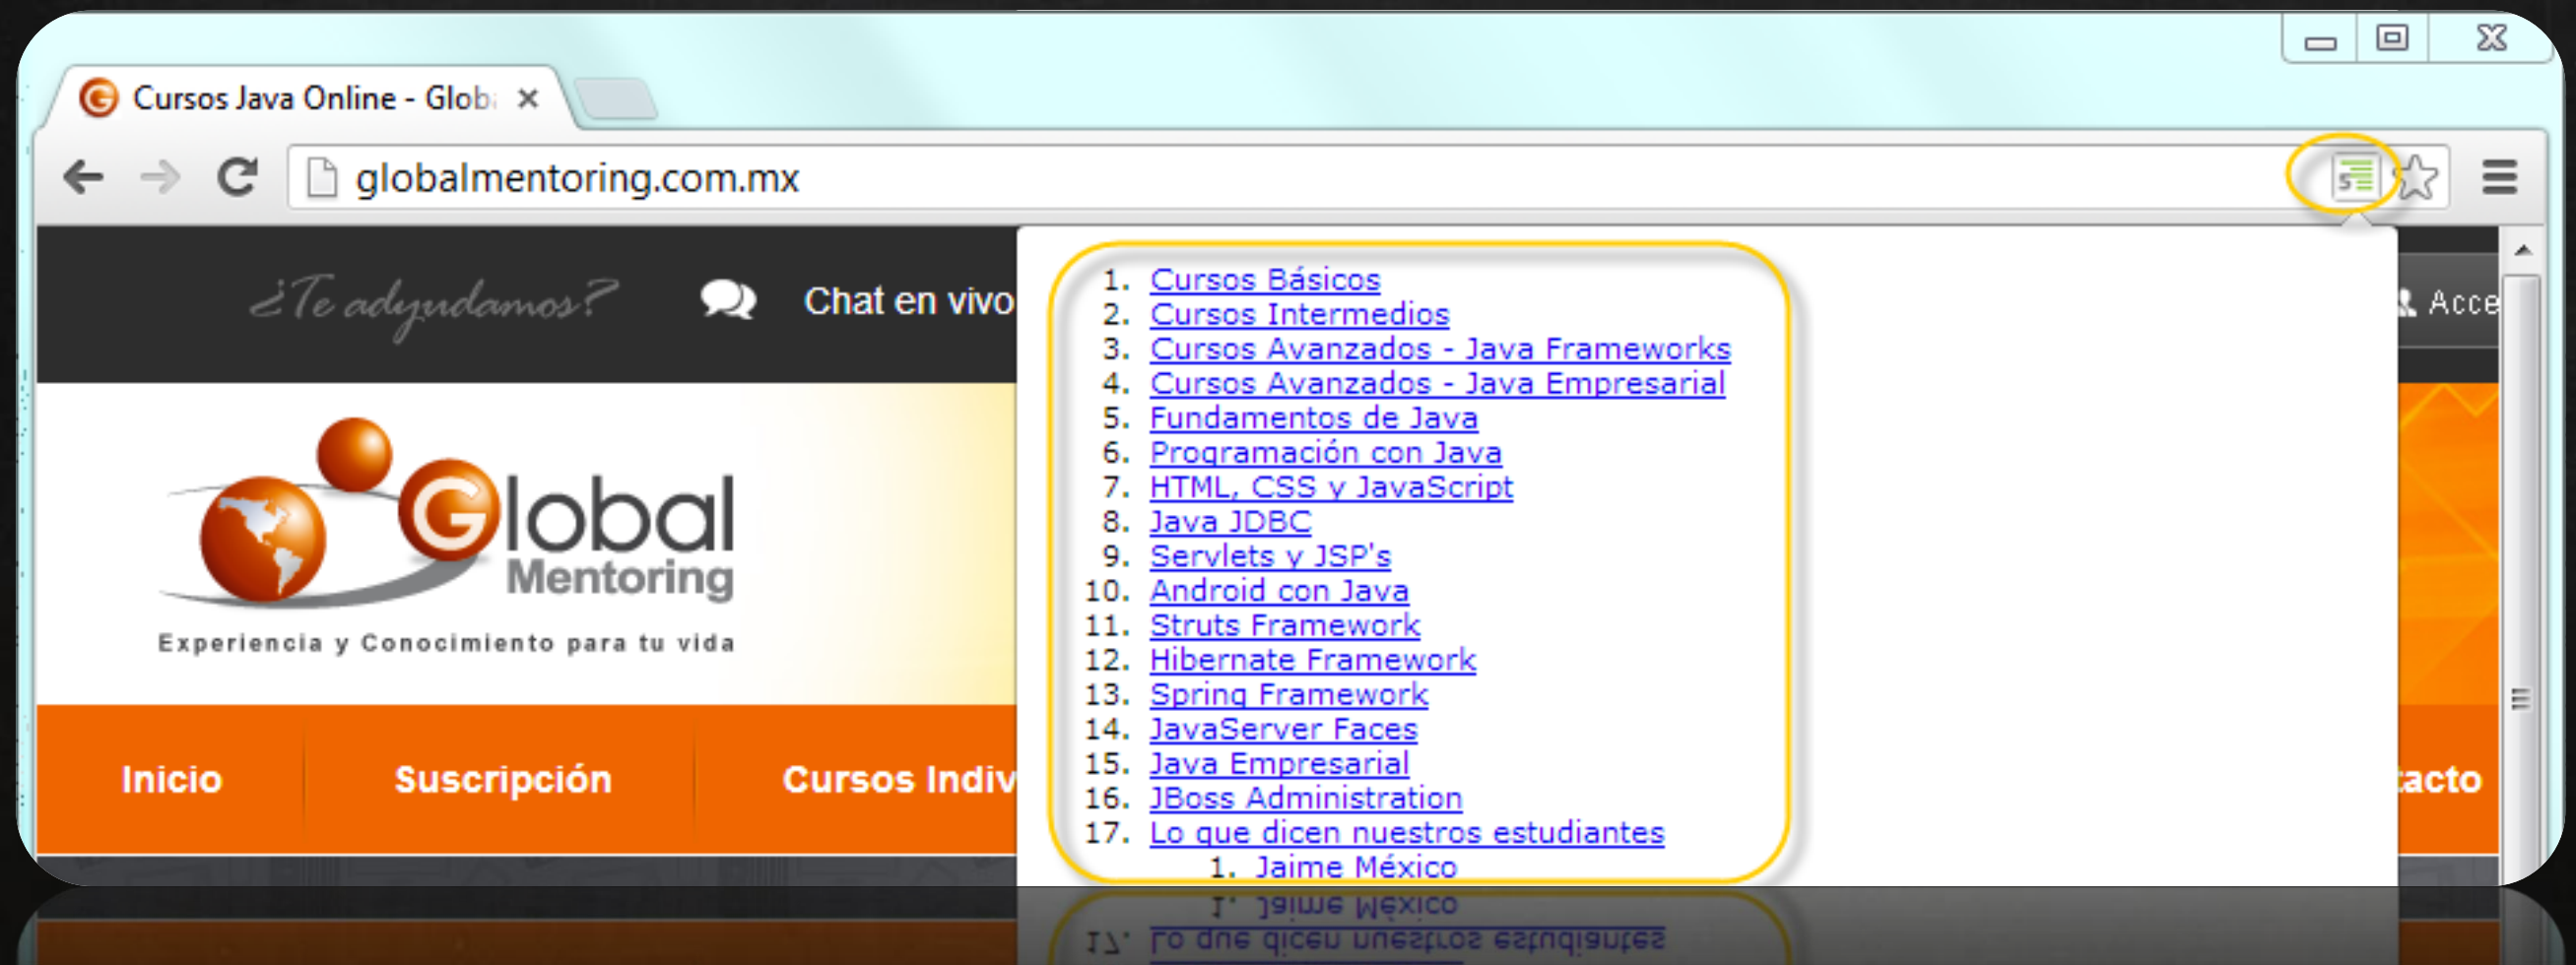 Cursos Java Online - Glob
globalmentoring.com.mx
¿Te adyudamos?
Chat en vivo
Acce
Global
Mentoring
Experiencia y Conocimiento para tu vida
Inicio
Suscripción
Cursos Indiv
tacto
1. Cursos Básicos
2. Cursos Intermedios
3. Cursos Avanzados - Java Frameworks
4. Cursos Avanzados - Java Empresarial
5. Fundamentos de Java
6. Programación con Java
7. HTML, CSS y JavaScript
8. Java JDBC
9. Servlets y JSP's
10. Android con Java
11. Struts Framework
12. Hibernate Framework
13. Spring Framework
14. JavaServer Faces
15. Java Empresarial
16. JBoss Administration
17. Lo que dicen nuestros estudiantes
1. Jaime México